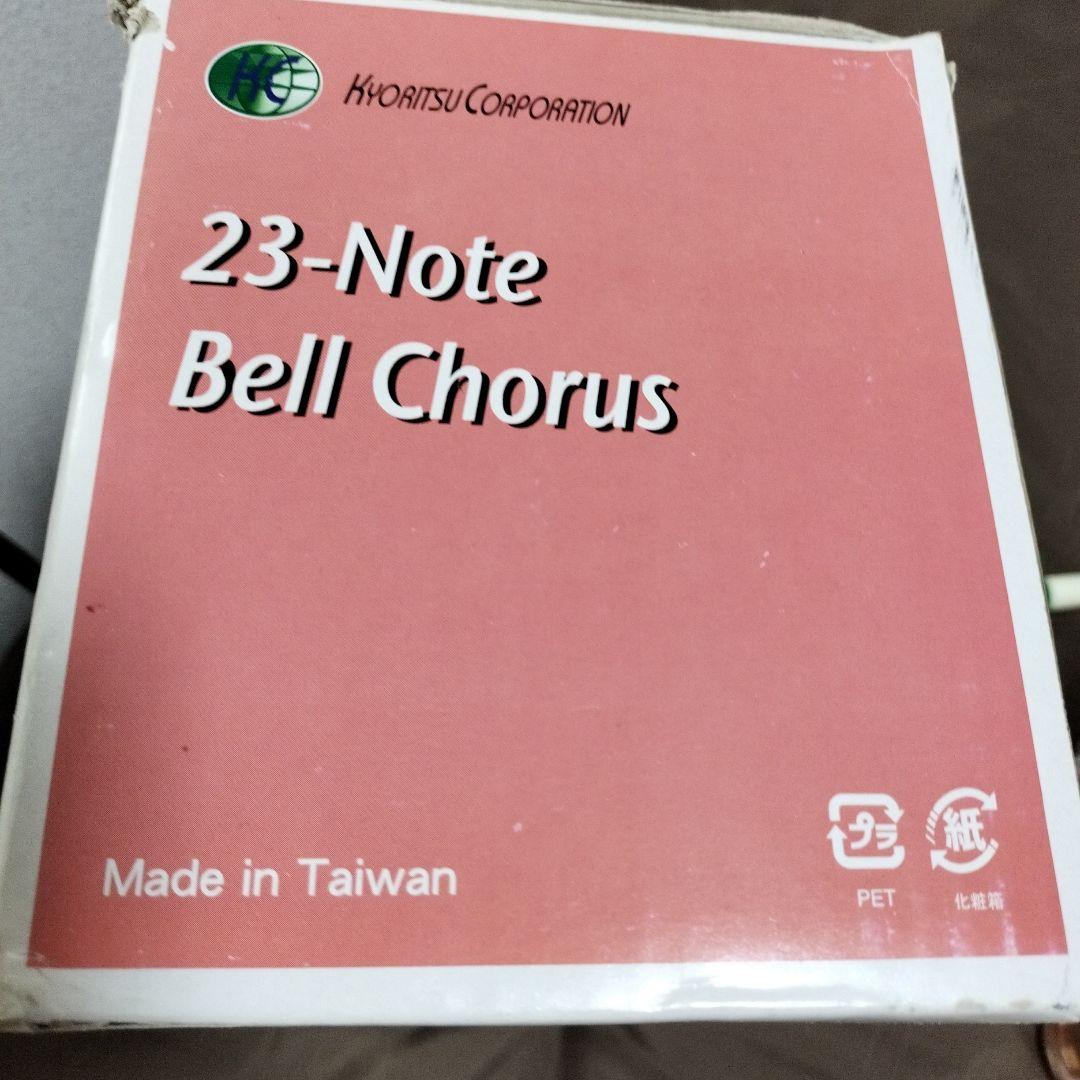 KC
KYORITSU CORPORATION
23-Note
Bell Chorus
Made in Taiwan
プラ
紙
PET
化粧箱